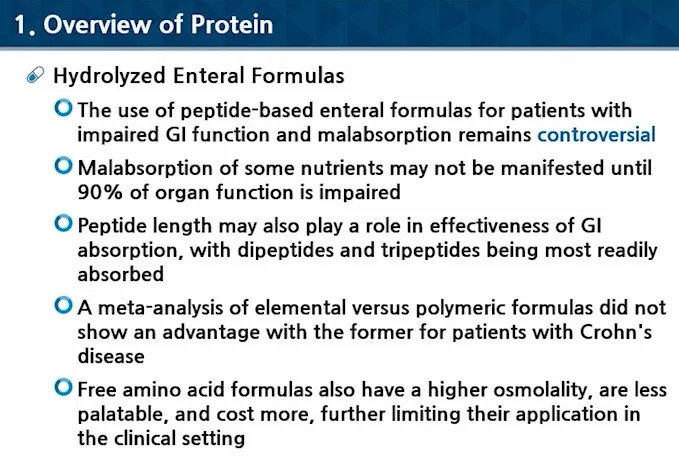 1. Overview of Protein
Hydrolyzed Enteral Formulas
The use of peptide-based enteral formulas for patients with
impaired GI function and malabsorption remains controversial
Malabsorption of some nutrients may not be manifested until
90% of organ function is impaired
Peptide length may also play a role in effectiveness of GI
absorption, with dipeptides and tripeptides being most readily
absorbed
A meta-analysis of elemental versus polymeric formulas did not
show an advantage with the former for patients with Crohn's
disease
Free amino acid formulas also have a higher osmolality, are less
palatable, and cost more, further limiting their application in
the clinical setting